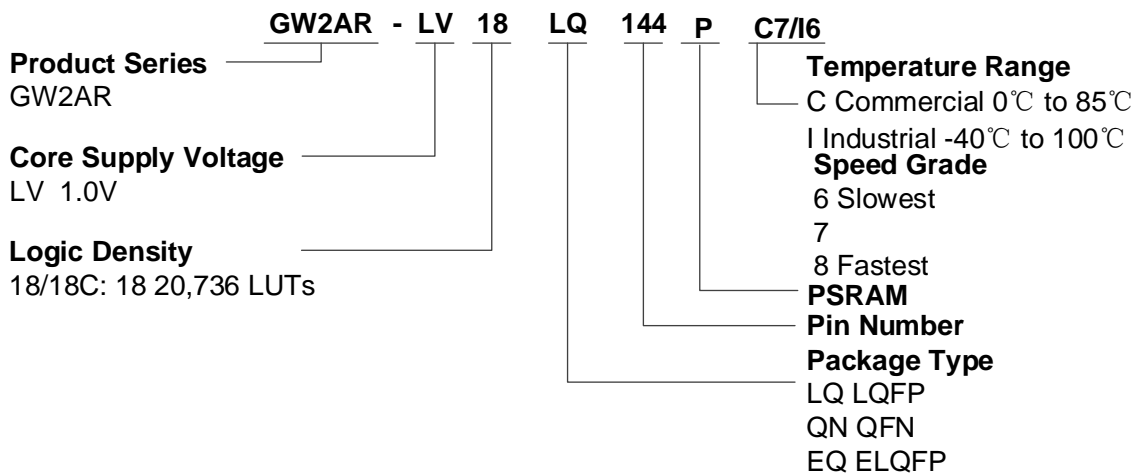 GW2AR - LV 18 LQ 144 P C7/I6
Product Series
GW2AR
Core Supply Voltage
LV 1.0V
Logic Density
18/18C: 18 20,736 LUTs
Temperature Range
C Commercial 0℃ to 85℃
I Industrial -40℃ to 100℃
Speed Grade
6 Slowest
7
8 Fastest
PSRAM
Pin Number
Package Type
LQ LQFP
QN QFN
EQ ELQFP